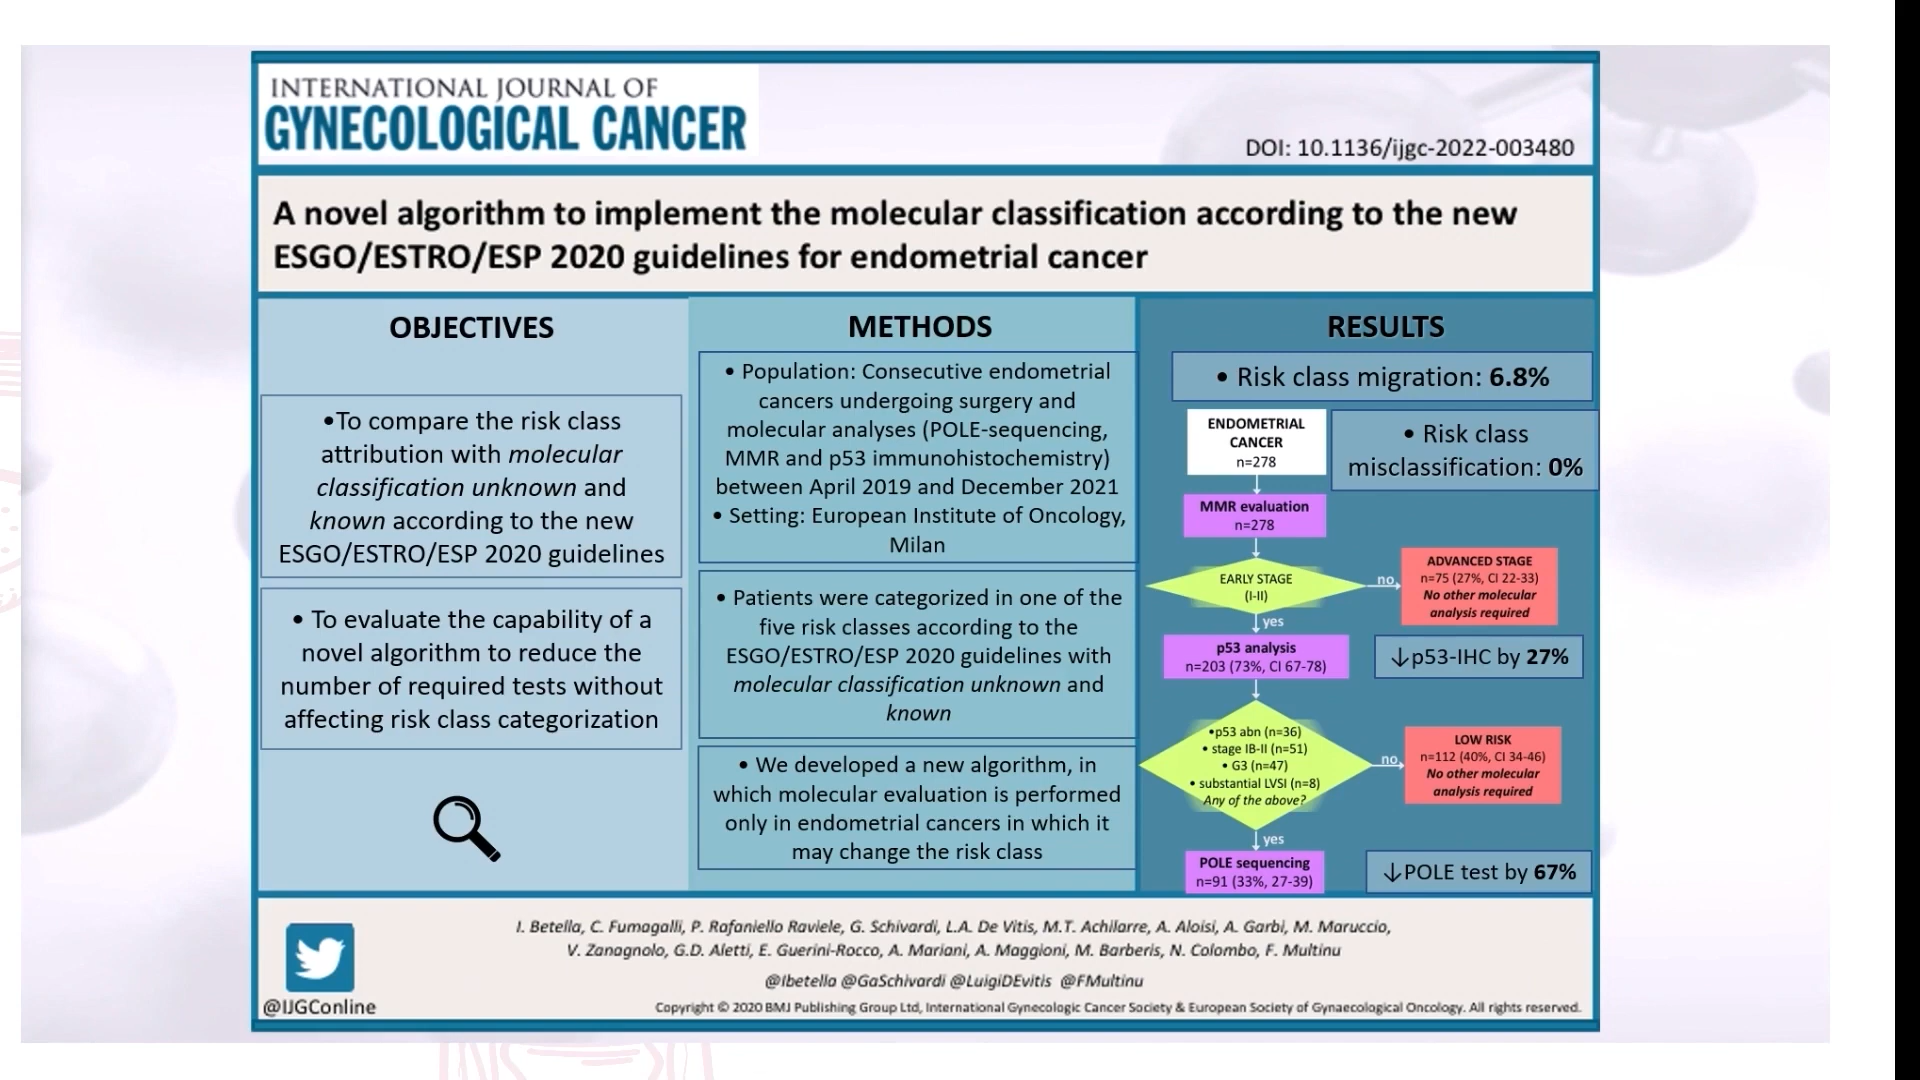 INTERNATIONAL JOURNAL OF
GYNECOLOGICAL CANCER
DOI: 10.1136/ijgc-2022-003480
A novel algorithm to implement the molecular classification according to the new
ESGO/ESTRO/ESP 2020 guidelines for endometrial cancer
OBJECTIVES
•To compare the risk class
attribution with molecular
classification unknown and
known according to the new
ESGO/ESTRO/ESP 2020 guidelines
• To evaluate the capability of a
novel algorithm to reduce the
number of required tests without
affecting risk class categorization
METHODS
• Population: Consecutive endometrial
cancers undergoing surgery and
molecular analyses (POLE-sequencing,
MMR and p53 immunohistochemistry)
between April 2019 and December 2021
• Setting: European Institute of Oncology,
Milan
• Patients were categorized in one of the
five risk classes according to the
ESGO/ESTRO/ESP 2020 guidelines with
molecular classification unknown and
known
• We developed a new algorithm, in
which molecular evaluation is performed
only in endometrial cancers in which it
may change the risk class
RESULTS
• Risk class migration: 6.8%
• Risk class
misclassification: 0%
ENDOMETRIAL
CANCER
n=278
MMR evaluation
n=278
EARLY STAGE
(I-II)
no
ADVANCED STAGE
n=75 (27%, CI 22-33)
No other molecular
analysis required
yes
p53 analysis
n=203 (73%, CI 67-78)
↓p53-IHC by 27%
•p53 abn (n=36)
• stage IB-II (n=51)
• G3 (n=47)
• substantial LVSI (n=8)
Any of the above?
no
LOW RISK
n=112 (40%, CI 34-46)
No other molecular
analysis required
yes
POLE sequencing
n=91 (33%, 27-39)
↓POLE test by 67%
I. Betella, C. Fumagalli, P. Rafaniello Raviele, G. Schivardi, L.A. De Vitis, M.T. Achilarre, A. Aloisi, A. Garbi, M. Maruccio,
V. Zanagnolo, G.D. Aletti, E. Guerini-Rocco, A. Mariani, A. Maggioni, M. Barberis, N. Colombo, F. Multinu
@Ibetella @GaSchivardi @LuigiDEvitis @FMultinu
@IJGConline
Copyright © 2020 BMJ Publishing Group Ltd, International Gynecologic Cancer Society & European Society of Gynaecological Oncology. All rights reserved.